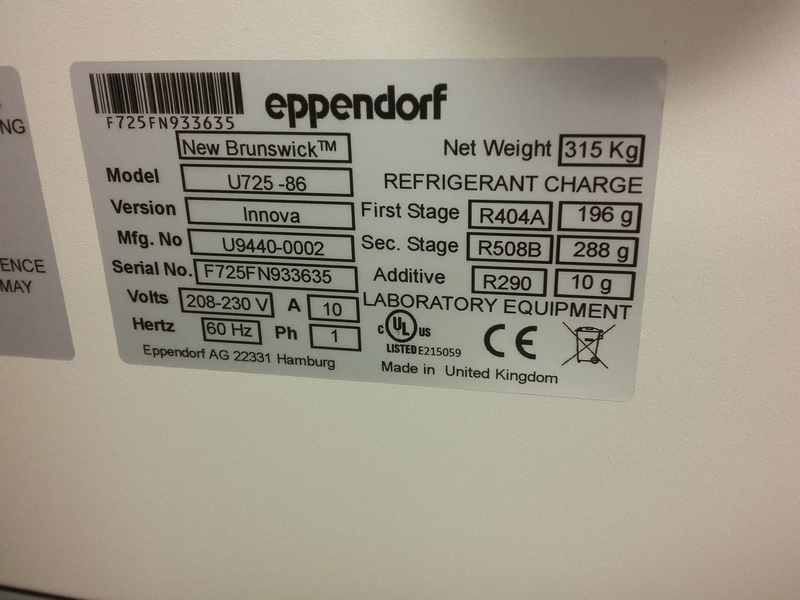 NG
ENCE
MAY
F725FN933635
eppendorf
New Brunswick™
Net Weight 315 Kg
Model U725 -86
REFRIGERANT CHARGE
Version Innova
First Stage R404A 196 g
Mfg. No U9440-0002
Sec. Stage R508B 288 g
Serial No. F725FN933635
Additive R290 10 g
Volts 208-230 V A 10
LABORATORY EQUIPMENT
Hertz 60 Hz Ph 1
C UL US
LISTED E215059
CE
Eppendorf AG 22331 Hamburg
Made in United Kingdom